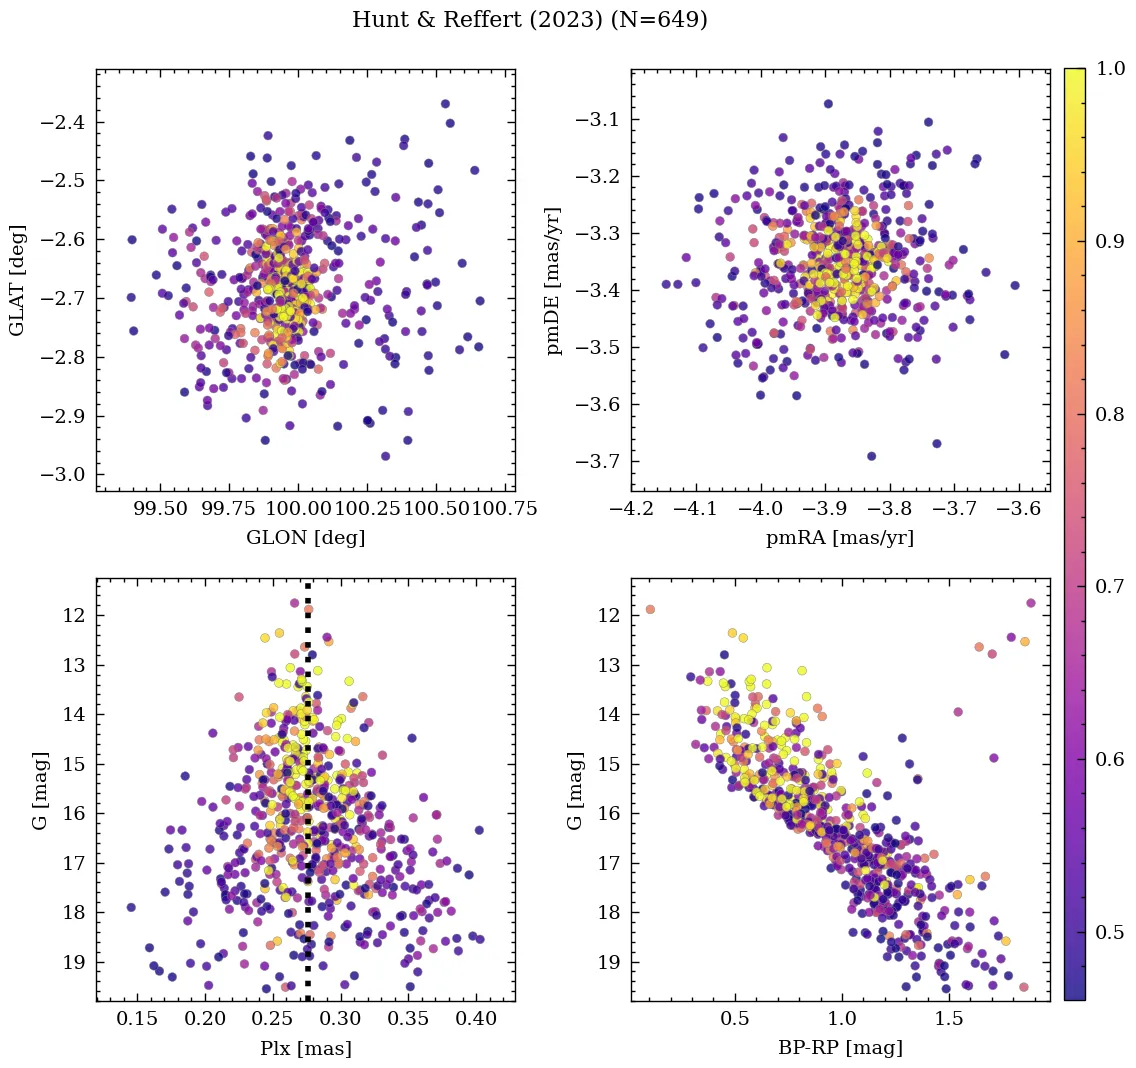 Hunt & Reffert (2023) (N=649)
−2.4
−2.5
−2.6
−2.7
−2.8
−2.9
−3.0
GLAT [deg]
99.50 99.75 100.00 100.25 100.50 100.75
GLON [deg]
−3.1
−3.2
−3.3
−3.4
−3.5
−3.6
−3.7
pmDE [mas/yr]
−4.2 −4.1 −4.0 −3.9 −3.8 −3.7 −3.6
pmRA [mas/yr]
12
13
14
15
16
17
18
19
G [mag]
0.15 0.20 0.25 0.30 0.35 0.40
Plx [mas]
12
13
14
15
16
17
18
19
G [mag]
0.5 1.0 1.5
BP-RP [mag]
1.0
0.9
0.8
0.7
0.6
0.5